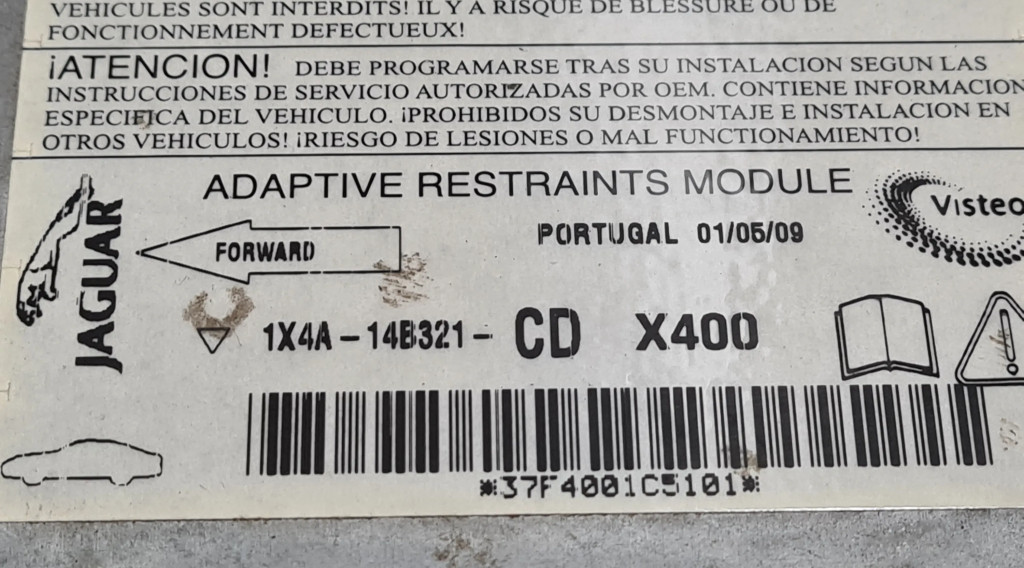 VEHICULES SONT INTERDITS! IL Y A RISQUE DE BLESSURE OU DE
FONCTIONNEMENT DEFECTUEUX!
¡ATENCION! DEBE PROGRAMARSE TRAS SU INSTALACION SEGUN LAS
INSTRUCCIONES DE SERVICIO AUTORIZADAS POR OEM. CONTIENE INFORMACION
ESPECIFICA DEL VEHICULO. ¡PROHIBIDOS SU DESMONTAJE E INSTALACION EN
OTROS VEHICULOS! ¡RIESGO DE LESIONES O MAL FUNCTIONAMIENTO!
ADAPTIVE RESTRAINTS MODULE
Visteo
JAGUAR
FORWARD
PORTUGAL 01/05/09
1X4A-14B321- CD X400
*37F4001C5101*